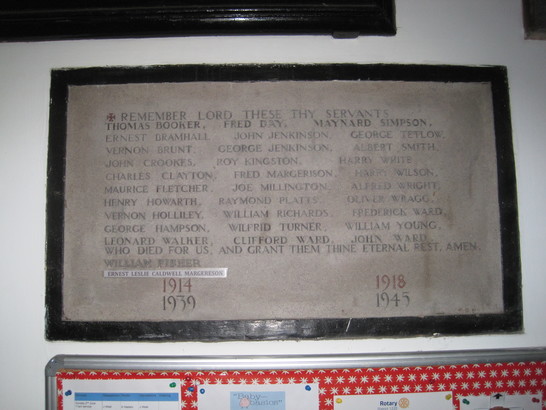 ✠ REMEMBER LORD THESE THY SERVANTS
THOMAS BOOKER, FRED DAY, MAYNARD SIMPSON,
ERNEST BRAMHALL JOHN JENKINSON, GEORGE TEFLOW,
VERNON BRUNT, GEORGE JENKINSON, ALBERT SMITH,
JOHN CROOKES, ROY KINGSTON, HARRY WHITE
CHARLES CLAYTON, FRED MARGERISON, HARRY WILSON,
MAURICE FLETCHER, JOE MILLINGTON, ALFRED WRIGHT,
HENRY HOWARTH, RAYMOND PLATTS, OLIVER WRAGG,
VERNON HOLLILEY, WILLIAM RICHARDS, FREDERICK WARD,
GEORGE HAMPSON, WILFRID TURNER, WILLIAM YOUNG,
LEONARD WALKER, CLIFFORD WARD, JOHN WARD,
WHO DIED FOR US, AND GRANT THEM THINE ETERNAL REST, AMEN.
WILLIAM FISHER
ERNEST LESLIE CALDWELL MARGERESON
1914 1918
1939 1945
Rotary